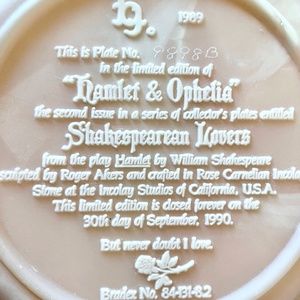 1989
This is Plate No. 9898B
in the limited edition of
"Hamlet & Ophelia"
the second issue in a series of collector's plates entitled
Shakespearean Lovers
from the play Hamlet by William Shakespeare
sculpted by Roger Akers and crafted in Rose Carnelian Incolay
Stone at the Incolay Studios of California, U.S.A.
This limited edition is closed forever on the
30th day of September, 1990.
But never doubt I love.
Bradex No. 84-I31-8.2